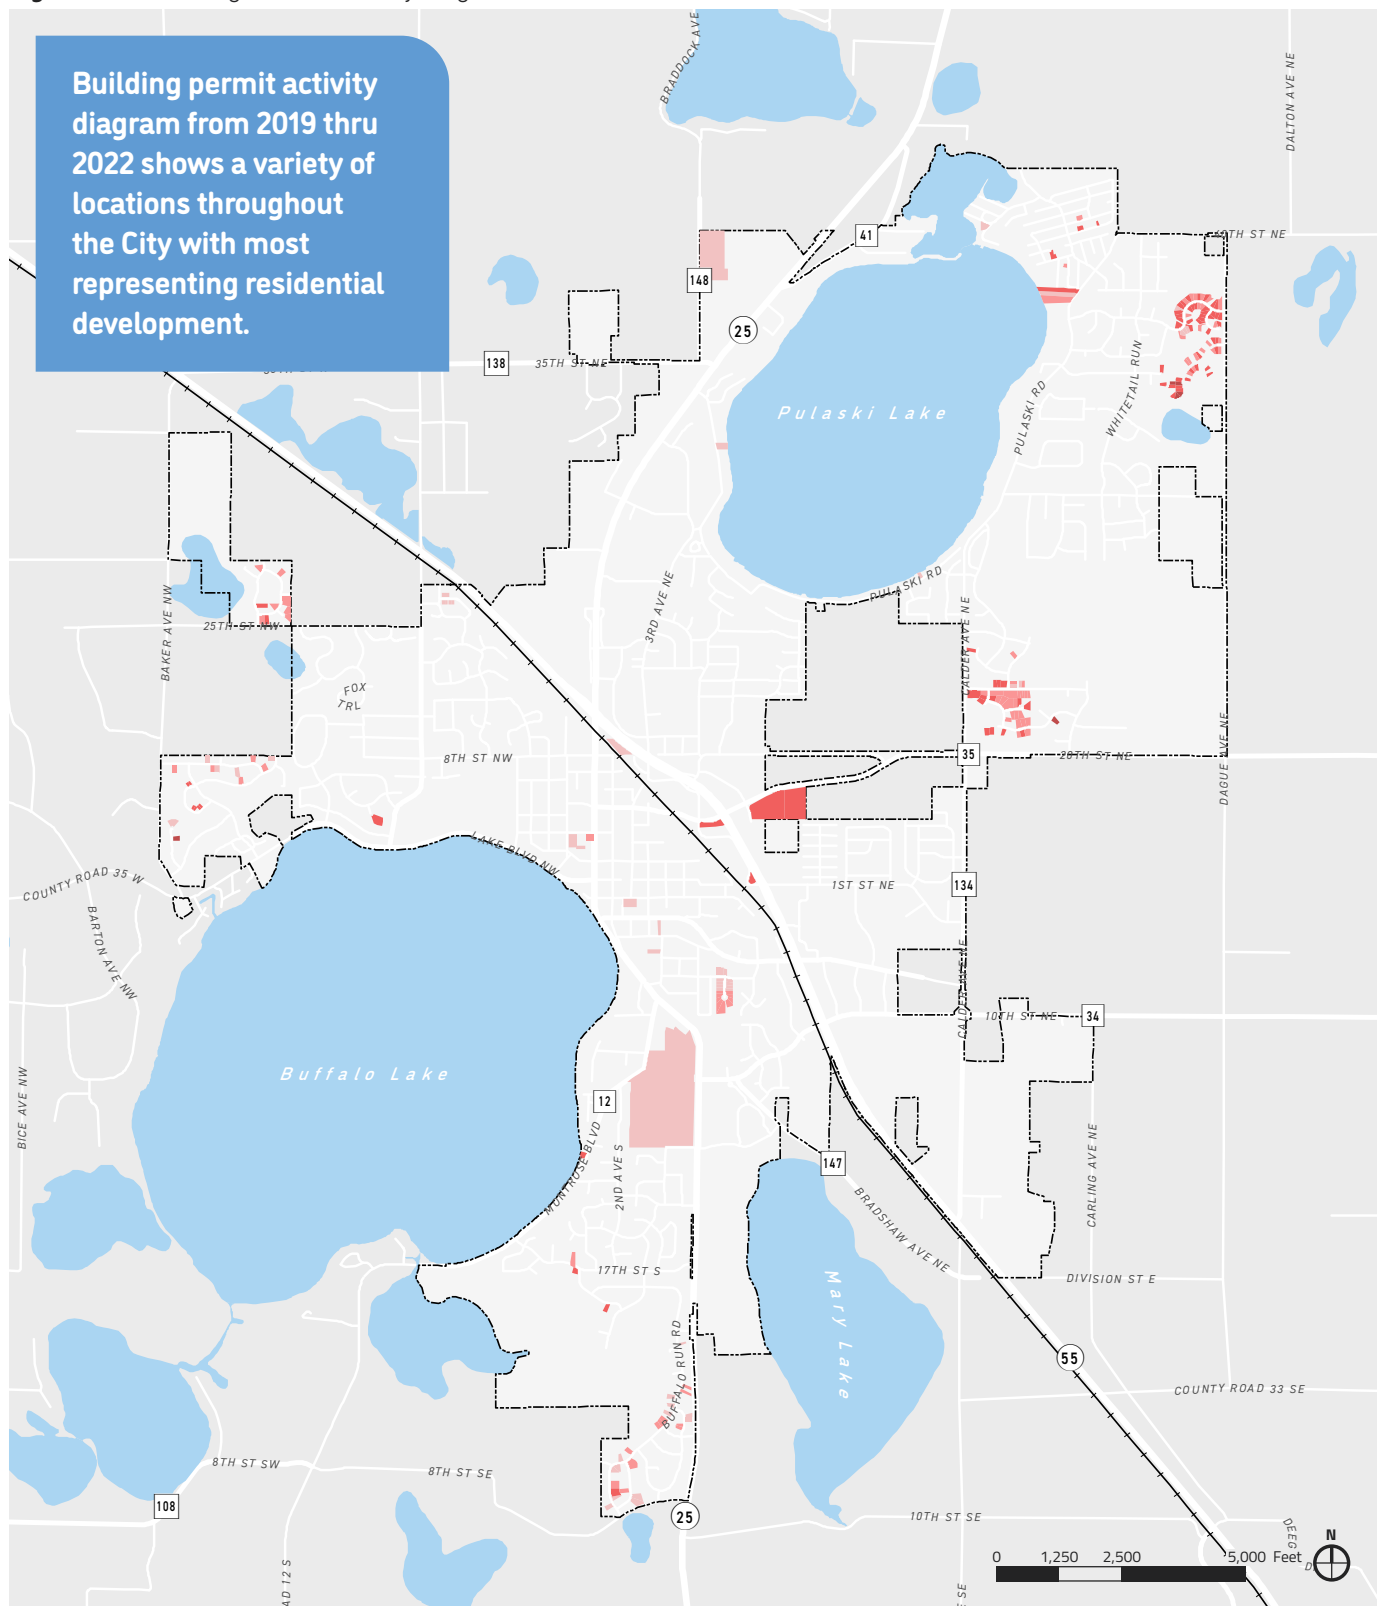 Building permit activity
diagram from 2019 thru
2022 shows a variety of
locations throughout
the City with most
representing residential
development.
BRADDOCK AVE
DALTON AVE NE
41
148
25
138
35TH ST NE
Pulaski Lake
PULASKI RD
WHITETAIL RUN
BAKER AVE NW
25TH ST NW
3RD AVE NE
PULASKI RD
CALDER AVE NE
FOX
TRL
8TH ST NW
35
20TH ST NE
DAGUE AVE NE
LAKE BLVD NW
COUNTY ROAD 35 W
1ST ST NE
134
BARTON AVE NW
CALDER AVE NE
10TH ST NE
34
BICE AVE NW
Buffalo Lake
12
MONTROSE BLVD
2ND AVE S
147
BRADSHAW AVE NE
CARLING AVE NE
17TH ST S
DIVISION ST E
Mary Lake
BUFFALO RUN RD
55
COUNTY ROAD 33 SE
8TH ST SW
8TH ST SE
108
25
10TH ST SE
0 1,250 2,500 5,000 Feet
N